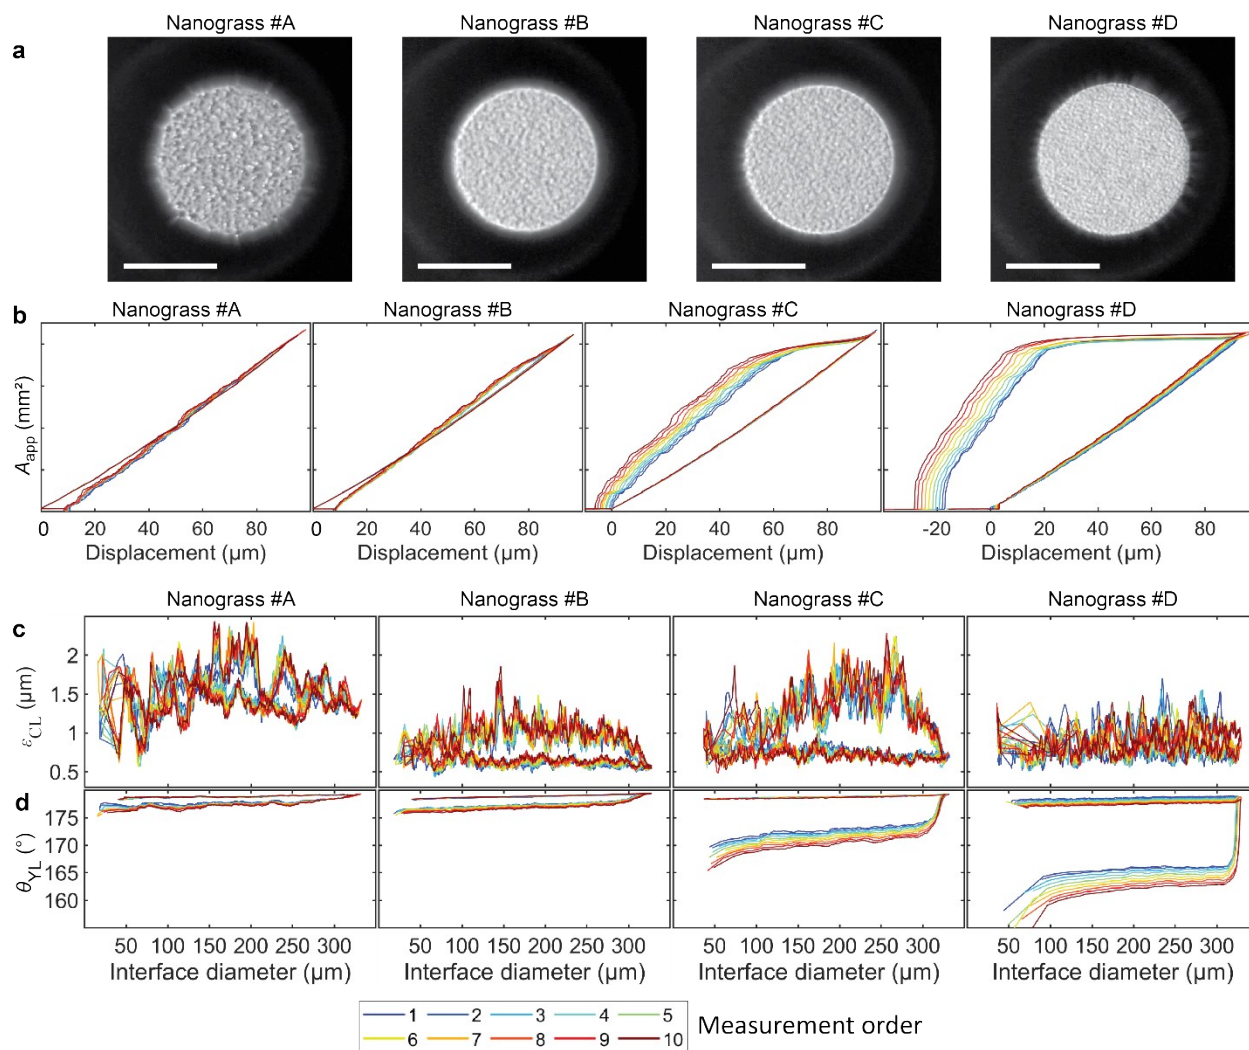 Nanograss #A Nanograss #B Nanograss #C Nanograss #D
a
Nanograss #A Nanograss #B Nanograss #C Nanograss #D
b
A_app (mm²)
0 20 40 60 80 0 20 40 60 80 0 20 40 60 80 -20 0 20 40 60 80
Displacement (µm) Displacement (µm) Displacement (µm) Displacement (µm)
Nanograss #A Nanograss #B Nanograss #C Nanograss #D
c
2
1.5
1
0.5
ε_CL (µm)
d
175
170
165
160
θ_YL (°)
50 100 150 200 250 300 50 100 150 200 250 300 50 100 150 200 250 300 50 100 150 200 250 300
Interface diameter (µm) Interface diameter (µm) Interface diameter (µm) Interface diameter (µm)
1 2 3 4 5
6 7 8 9 10
Measurement order